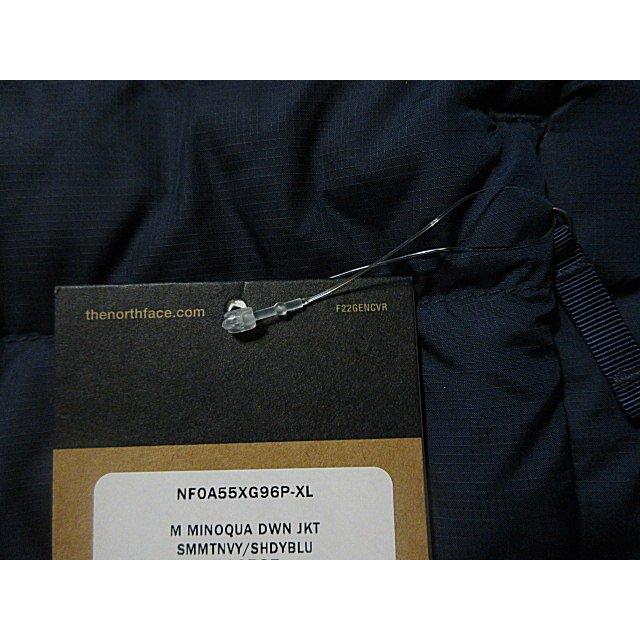 thenorthface.com
F22GENCVR
NF0A55XG96P-XL
M MINOQUA DWN JKT
SMMTNVY/SHDYBLU